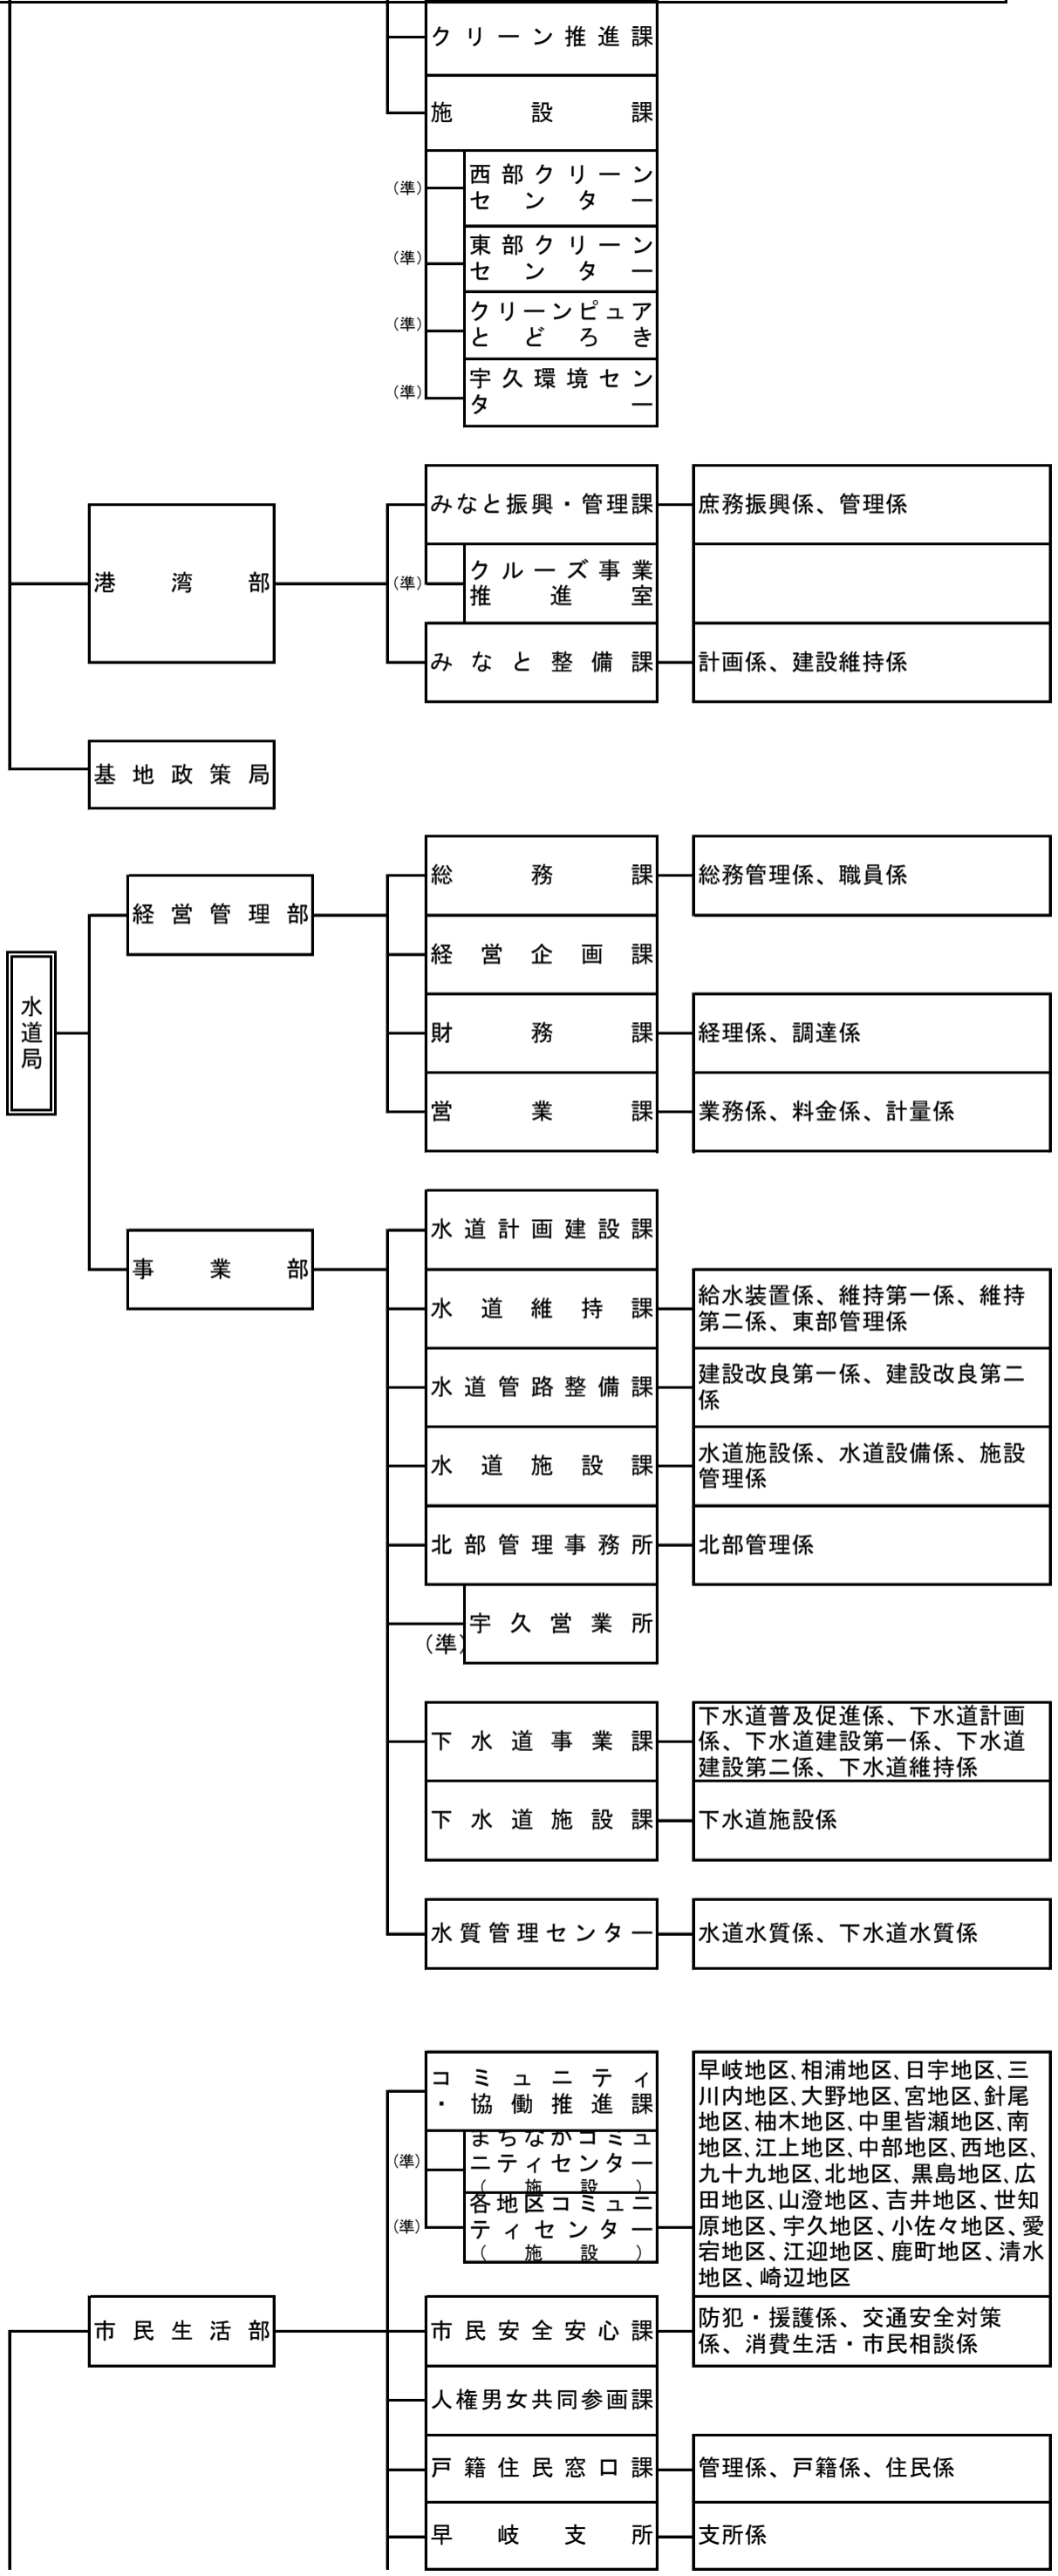 クリーン推進課
施設課
（準）
西部クリーン
センター
（準）
東部クリーン
センター
（準）
クリーンピュア
とどろき
（準）
宇久環境セン
ター
港湾部
みなと振興・管理課
庶務振興係、管理係
（準）
クルーズ事業
推進室
みなと整備課
計画係、建設維持係
基地政策局
水道局
経営管理部
総務課
総務管理係、職員係
経営企画課
財務課
経理係、調達係
営業課
業務係、料金係、計量係
事業部
水道計画建設課
水道維持課
給水装置係、維持第一係、維持
第二係、東部管理係
水道管路整備課
建設改良第一係、建設改良第二
係
水道施設課
水道施設係、水道設備係、施設
管理係
北部管理事務所
北部管理係
（準）
宇久営業所
下水道事業課
下水道普及促進係、下水道計画
係、下水道建設第一係、下水道
建設第二係、下水道維持係
下水道施設課
下水道施設係
水質管理センター
水道水質係、下水道水質係
市民生活部
コミュニティ
・協働推進課
（準）
まちなかコミュ
ニティセンター
（施設）
（準）
各地区コミュニ
ティセンター
（施設）
早岐地区、相浦地区、日宇地区、三
川内地区、大野地区、宮地区、針尾
地区、柚木地区、中里皆瀬地区、南
地区、江上地区、中部地区、西地区、
九十九地区、北地区、黒島地区、広
田地区、山澄地区、吉井地区、世知
原地区、宇久地区、小佐々地区、愛
宕地区、江迎地区、鹿町地区、清水
地区、崎辺地区
市民安全安心課
防犯・援護係、交通安全対策
係、消費生活・市民相談係
人権男女共同参画課
戸籍住民窓口課
管理係、戸籍係、住民係
早岐支所
支所係